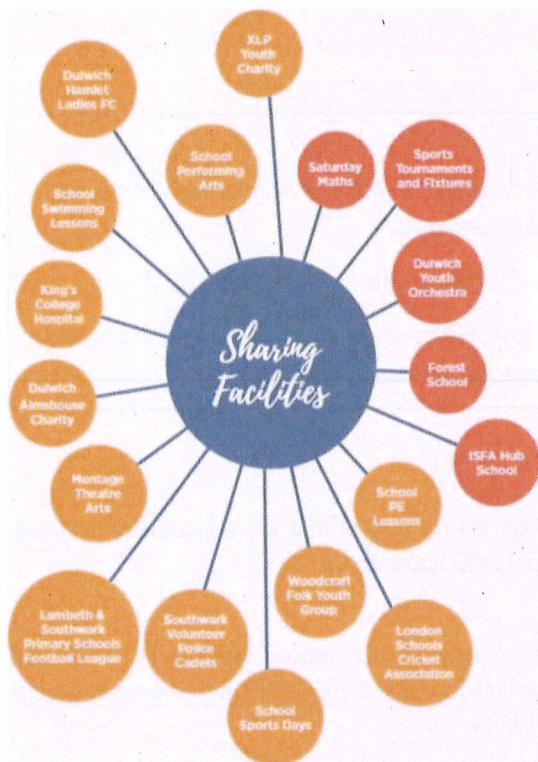 Sharing
Facilities
XLP
Youth
Charity
Saturday
Maths
Sports
Tournaments
and Fixtures
Dulwich
Youth
Orchestra
Forest
School
ISFA Hub
School
School
PE
Lessons
London
Schools
Cricket
Association
Woodcraft
Folk Youth
Group
School
Sports Days
Southwark
Volunteer
Police
Cadets
Lambeth &
Southwark
Primary Schools
Football League
Montage
Theatre
Arts
Dulwich
Almshouse
Charity
King's
College
Hospital
School
Swimming
Lessons
Dulwich
Hamlet
Ladies FC
School
Performing
Arts